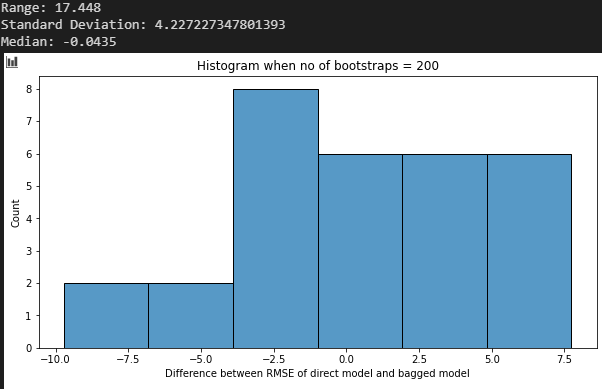 Range: 17.448
Standard Deviation: 4.227227347801393
Median: -0.0435
Histogram when no of bootstraps = 200
8
7
6
5
4
3
2
1
0
Count
−10.0 −7.5 −5.0 −2.5 0.0 2.5 5.0 7.5
Difference between RMSE of direct model and bagged model